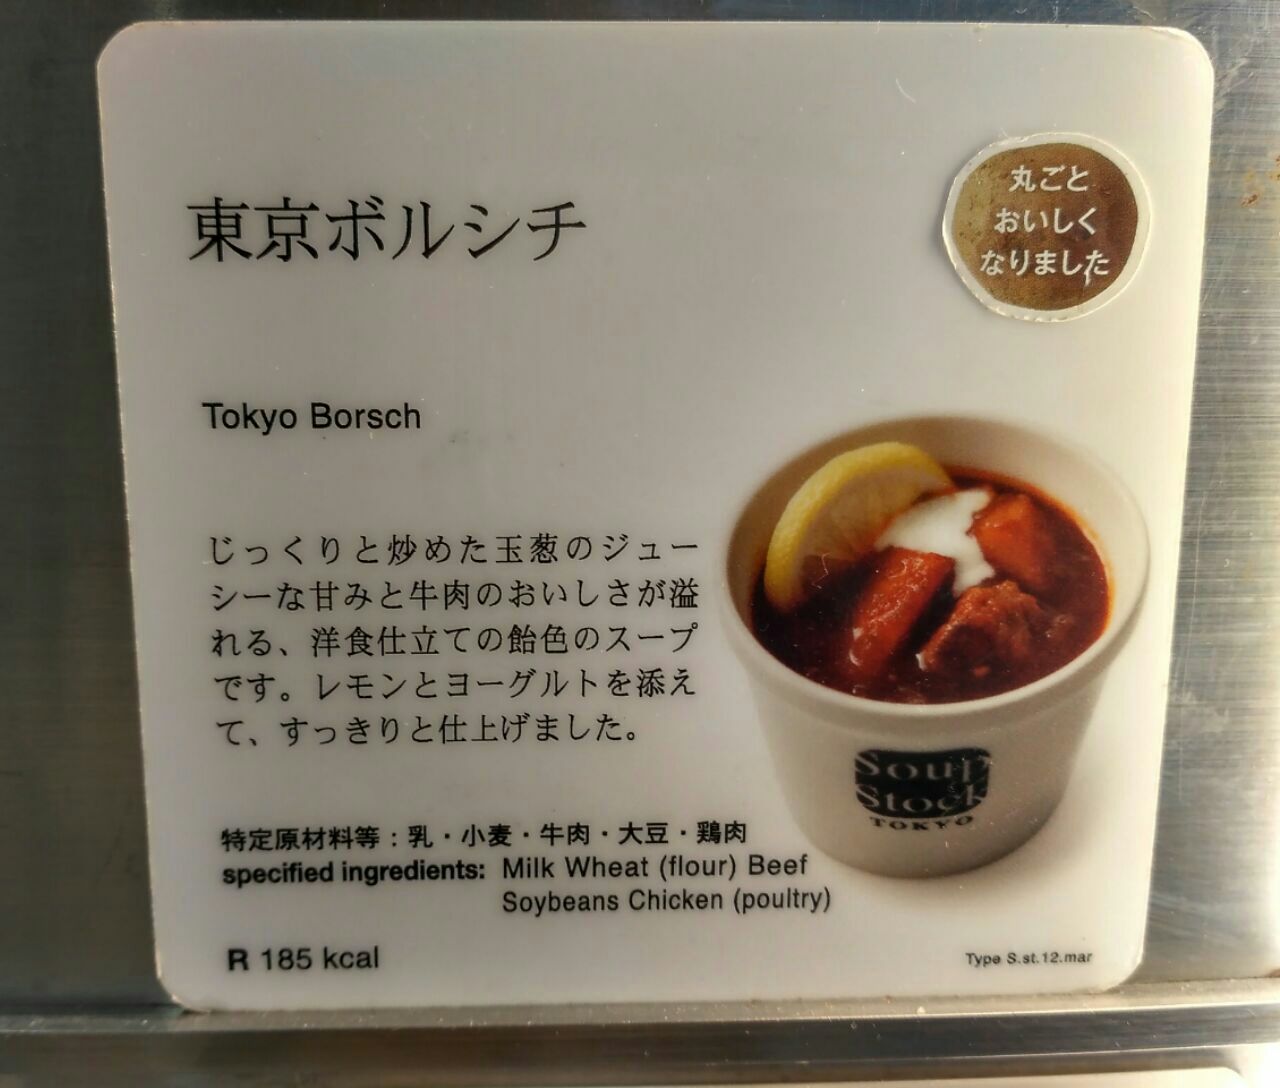 東京ボルシチ
丸ごと
おいしく
なりました
Tokyo Borsch
じっくりと炒めた玉葱のジュー
シーな甘みと牛肉のおいしさが溢
れる、洋食仕立ての飴色のスープ
です。レモンとヨーグルトを添え
て、すっきりと仕上げました。
Soup
Stock
TOKYO
特定原材料等：乳・小麦・牛肉・大豆・鶏肉
specified ingredients: Milk Wheat (flour) Beef
Soybeans Chicken (poultry)
R 185 kcal
Type S.st.12.mar